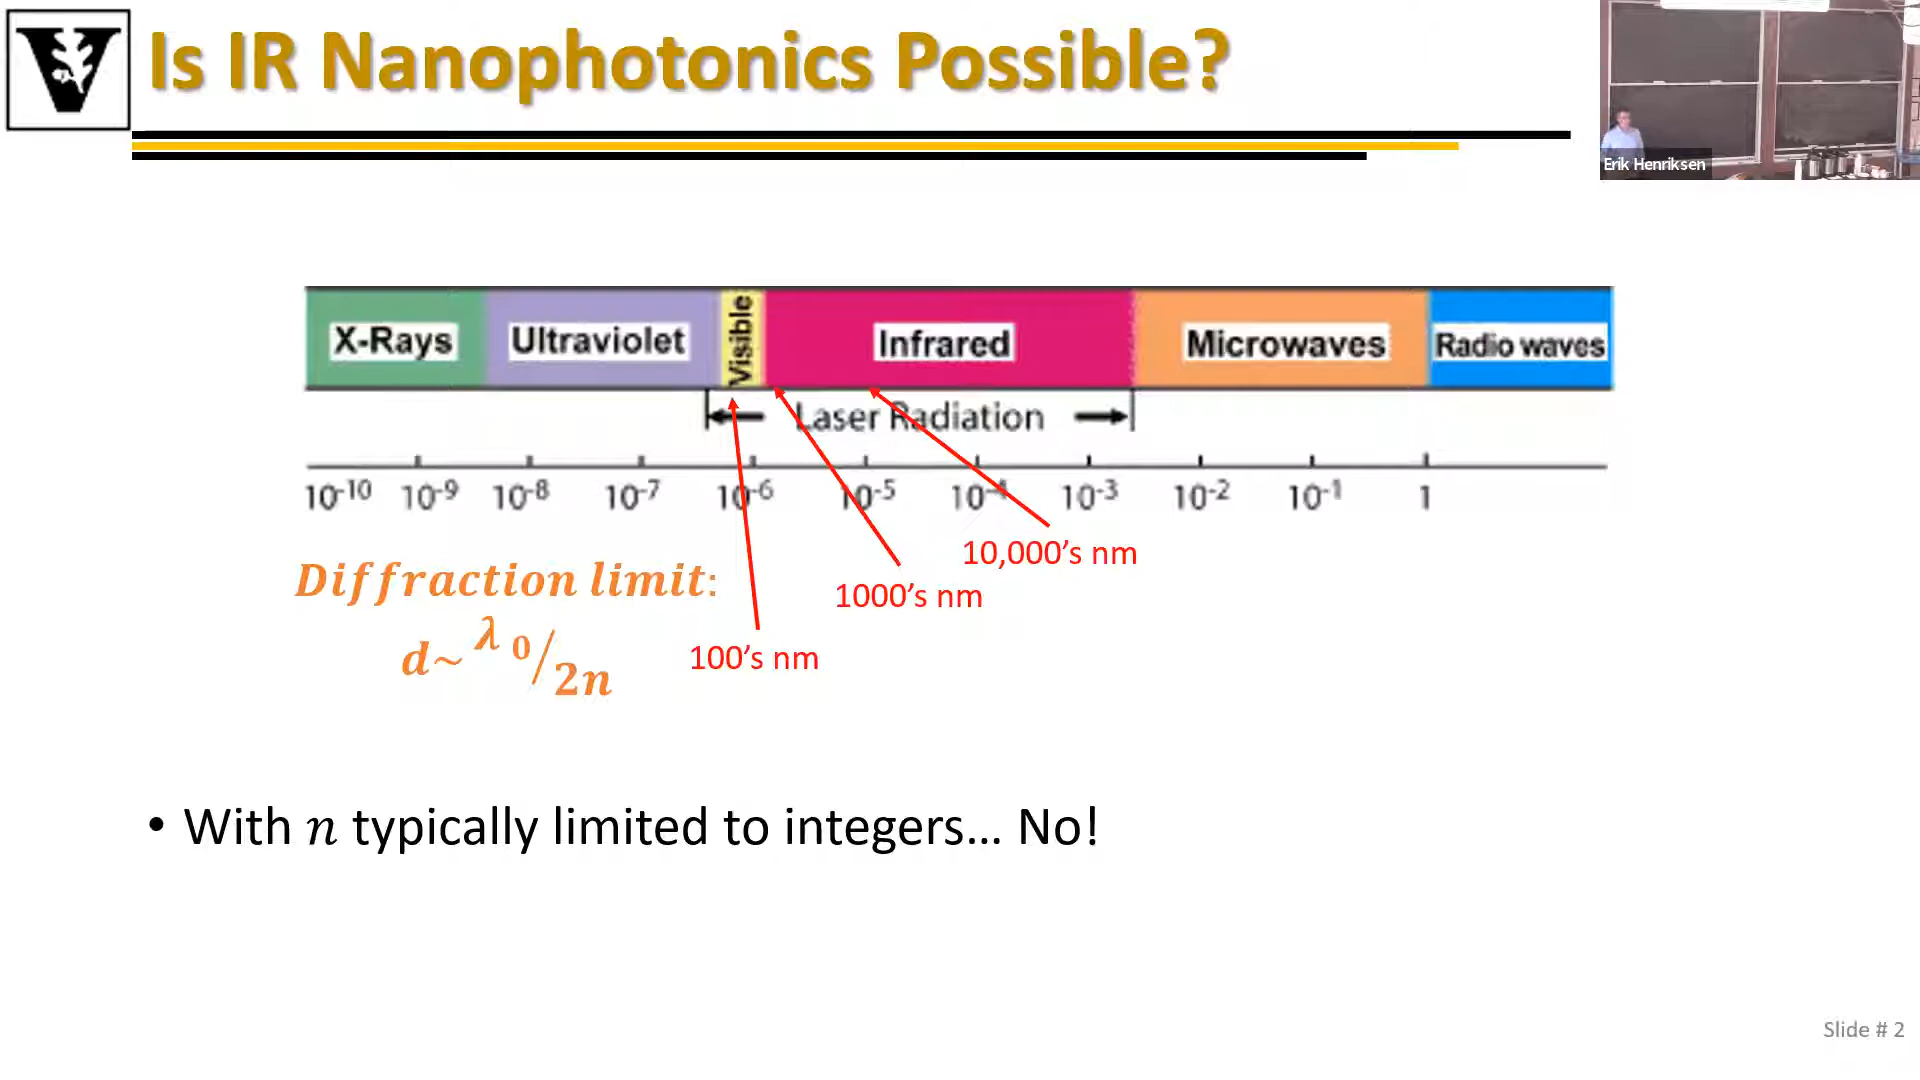 Is IR Nanophotonics Possible?
Erik Henriksen
X-Rays Ultraviolet Visible Infrared Microwaves Radio waves
Laser Radiation
10⁻¹⁰ 10⁻⁹ 10⁻⁸ 10⁻⁷ 10⁻⁶ 10⁻⁵ 10⁻⁴ 10⁻³ 10⁻² 10⁻¹ 1
10,000's nm
1000's nm
100's nm
Diffraction limit:
d~λ₀/2n
• With n typically limited to integers... No!
Slide # 2